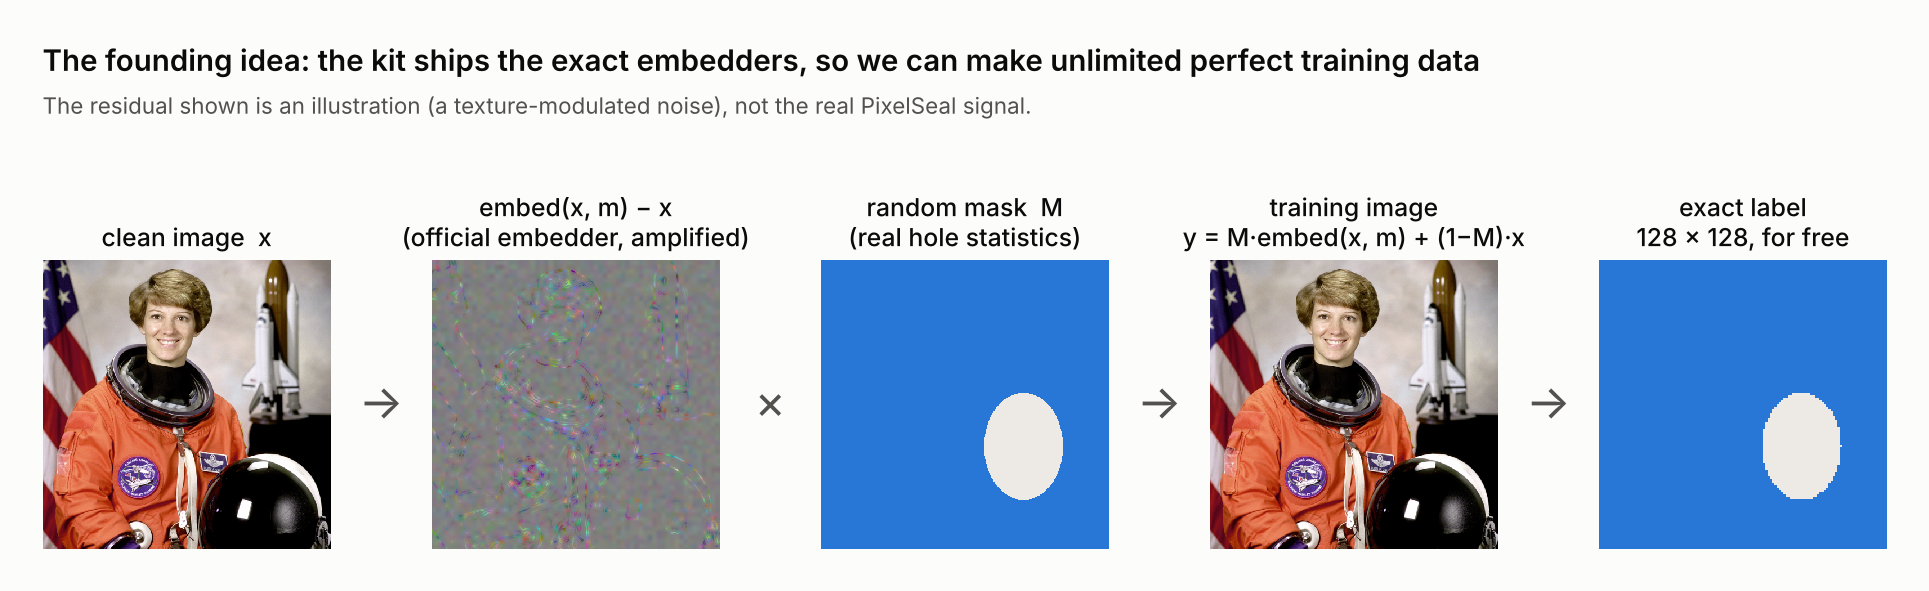 The founding idea: the kit ships the exact embedders, so we can make unlimited perfect training data
The residual shown is an illustration (a texture-modulated noise), not the real PixelSeal signal.
clean image x
embed(x, m) − x
(official embedder, amplified)
random mask M
(real hole statistics)
training image
y = M·embed(x, m) + (1−M)·x
exact label
128 × 128, for free
→
×
→
→